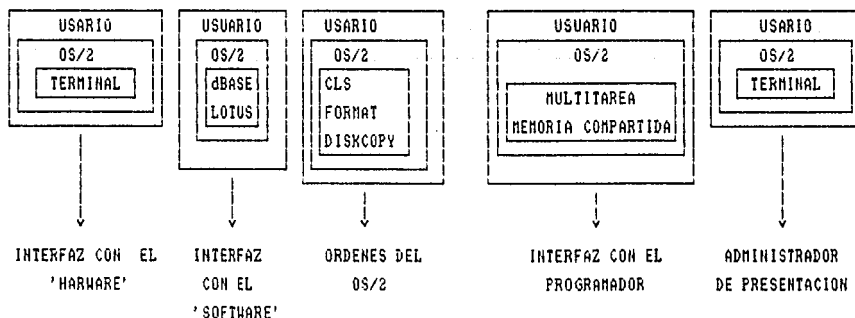 USARIO
OS/2
TERMINAL
USUARIO
OS/2
dBASE
LOTUS
USARIO
OS/2
CLS
FORMAT
DISKCOPY
USUARIO
OS/2
MULTITAREA
MEMORIA COMPARTIDA
USARIO
OS/2
TERMINAL
INTERFAZ CON EL
'HARWARE'
INTERFAZ
CON EL
'SOFTWARE'
ORDENES DEL
OS/2
INTERFAZ CON EL
PROGRAMADOR
ADMINISTRADOR
DE PRESENTACION